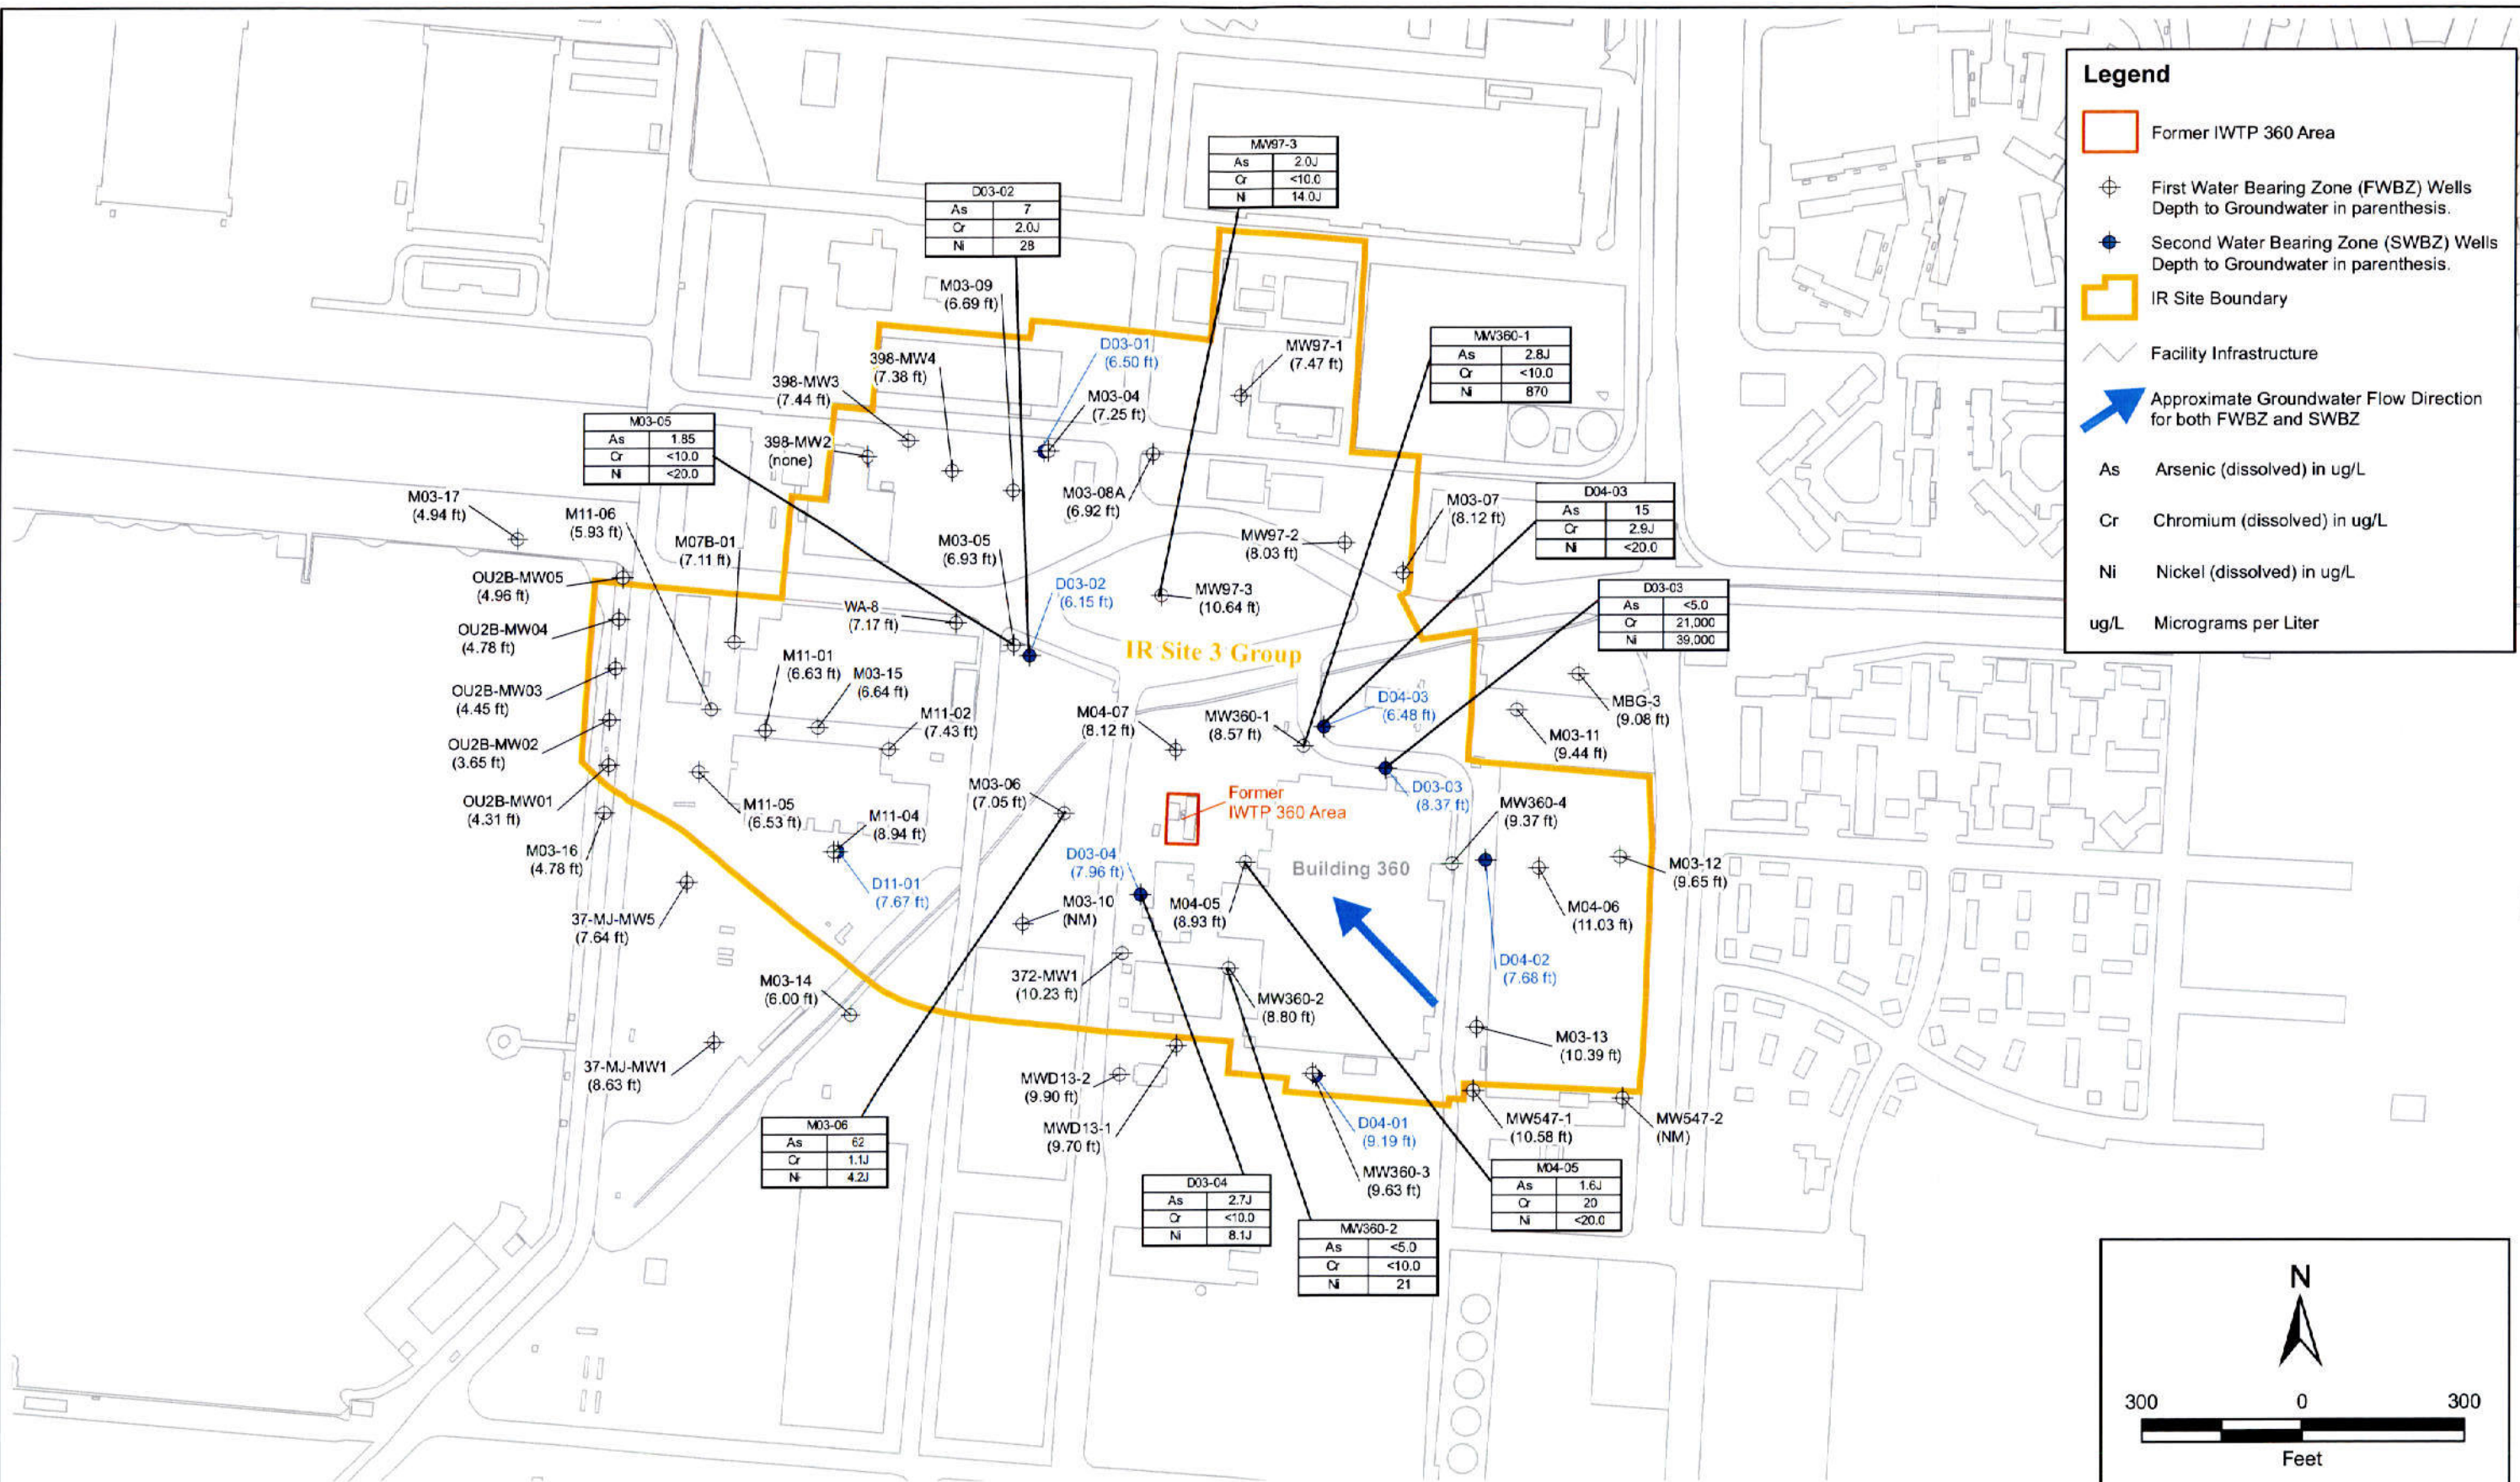 Legend
Former IWTP 360 Area
First Water Bearing Zone (FWBZ) Wells
Depth to Groundwater in parenthesis.
Second Water Bearing Zone (SWBZ) Wells
Depth to Groundwater in parenthesis.
IR Site Boundary
Facility Infrastructure
Approximate Groundwater Flow Direction
for both FWBZ and SWBZ
As Arsenic (dissolved) in ug/L
Cr Chromium (dissolved) in ug/L
Ni Nickel (dissolved) in ug/L
ug/L Micrograms per Liter
MW97-3
As 2.0J
Cr <10.0
Ni 14.0J
D03-02
As 7
Cr 2.0J
Ni 28
M03-09
(6.69 ft)
D03-01
(6.50 ft)
MW97-1
(7.47 ft)
MW360-1
As 2.8J
Cr <10.0
Ni 870
398-MW4
(7.38 ft)
398-MW3
(7.44 ft)
M03-04
(7.25 ft)
M03-05
As 1.85
Cr <10.0
Ni <20.0
398-MW2
(none)
M03-08A
(6.92 ft)
M03-07
(8.12 ft)
D04-03
As 15
Cr 2.9J
Ni <20.0
M03-17
(4.94 ft)
M11-06
(5.93 ft)
M07B-01
(7.11 ft)
M03-05
(6.93 ft)
MW97-2
(8.03 ft)
OU2B-MW05
(4.96 ft)
D03-02
(6.15 ft)
MW97-3
(10.64 ft)
D03-03
As <5.0
Cr 21,000
Ni 39,000
WA-8
(7.17 ft)
OU2B-MW04
(4.78 ft)
IR Site 3 Group
M11-01
(6.63 ft)
M03-15
(6.64 ft)
OU2B-MW03
(4.45 ft)
M11-02
(7.43 ft)
M04-07
(8.12 ft)
MW360-1
(8.57 ft)
D04-03
(6.48 ft)
MBG-3
(9.08 ft)
M03-11
(9.44 ft)
OU2B-MW02
(3.65 ft)
OU2B-MW01
(4.31 ft)
M11-05
(6.53 ft)
M11-04
(8.94 ft)
M03-06
(7.05 ft)
Former
IWTP 360 Area
D03-03
(8.37 ft)
MW360-4
(9.37 ft)
M03-16
(4.78 ft)
D11-01
(7.67 ft)
D03-04
(7.96 ft)
Building 360
M03-12
(9.65 ft)
M03-10
(NM)
M04-05
(8.93 ft)
M04-06
(11.03 ft)
37-MJ-MW5
(7.64 ft)
D04-02
(7.68 ft)
M03-14
(6.00 ft)
372-MW1
(10.23 ft)
MW360-2
(8.80 ft)
M03-13
(10.39 ft)
37-MJ-MW1
(8.63 ft)
MWD13-2
(9.90 ft)
MWD13-1
(9.70 ft)
D04-01
(9.19 ft)
MW360-3
(9.63 ft)
MW547-1
(10.58 ft)
MW547-2
(NM)
M03-06
As 62
Cr 1.1J
Ni 4.2J
D03-04
As 2.7J
Cr <10.0
Ni 8.1J
MW360-2
As <5.0
Cr <10.0
Ni 21
M04-05
As 1.6J
Cr 20
Ni <20.0
N
300 0 300
Feet